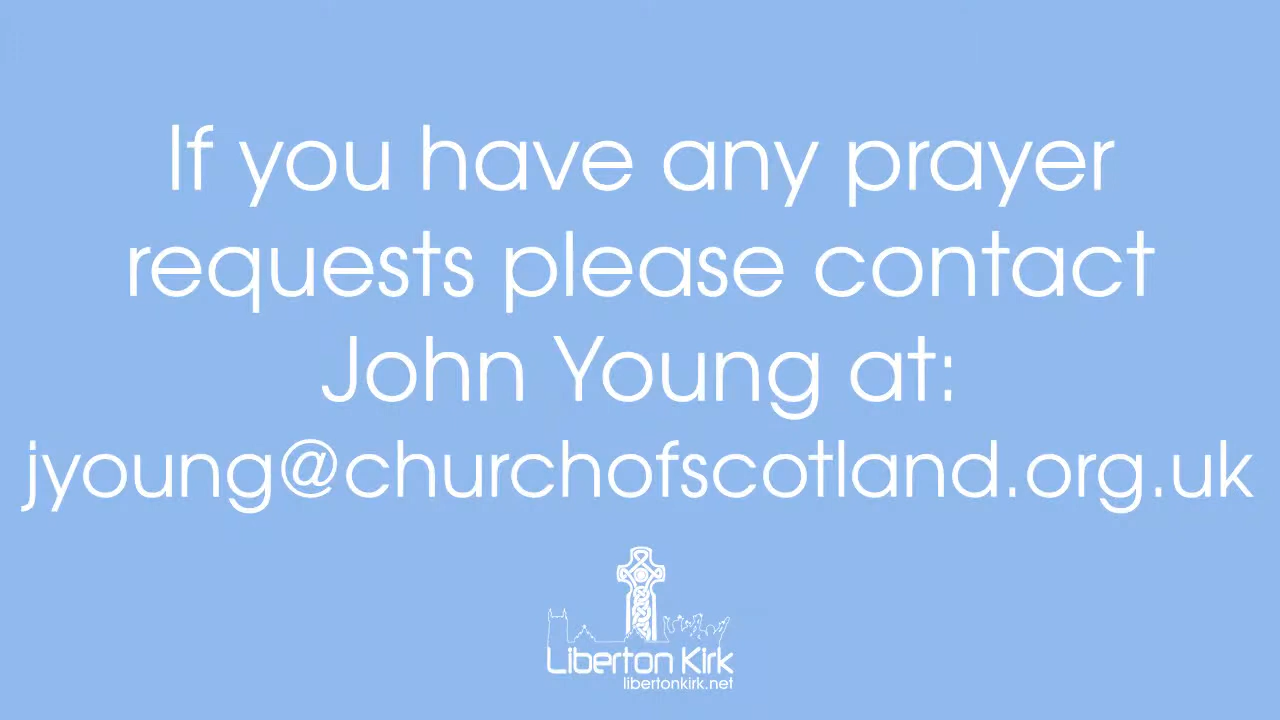 If you have any prayer
requests please contact
John Young at:
jyoung@churchofscotland.org.uk
Liberton Kirk
libertonkirk.net